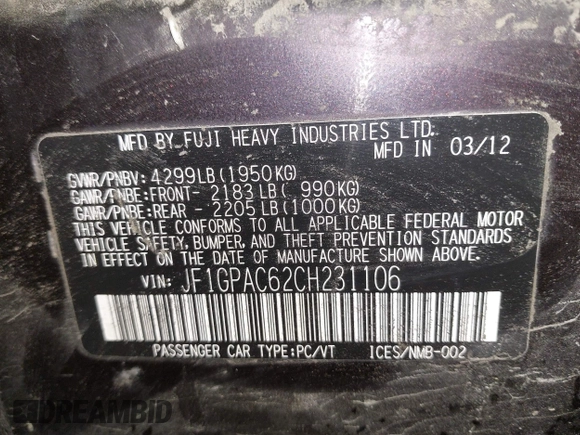 MFD BY FUJI HEAVY INDUSTRIES LTD.
MFD IN 03/12
GVWR/PNBV: 4299LB (1950KG)
GAWR/PNBE: FRONT- 2183 LB ( 990KG)
GAWR/PNBE: REAR - 2205 LB (1000KG)
THIS VEHICLE CONFORMS TO ALL APPLICABLE FEDERAL MOTOR
VEHICLE SAFETY, BUMPER, AND THEFT PREVENTION STANDARDS
IN EFFECT ON THE DATE OF MANUFACTURE SHOWN ABOVE.
VIN: JF1GPAC62CH231106
PASSENGER CAR TYPE: PC/VT ICES/NMB-002
DREAMBID